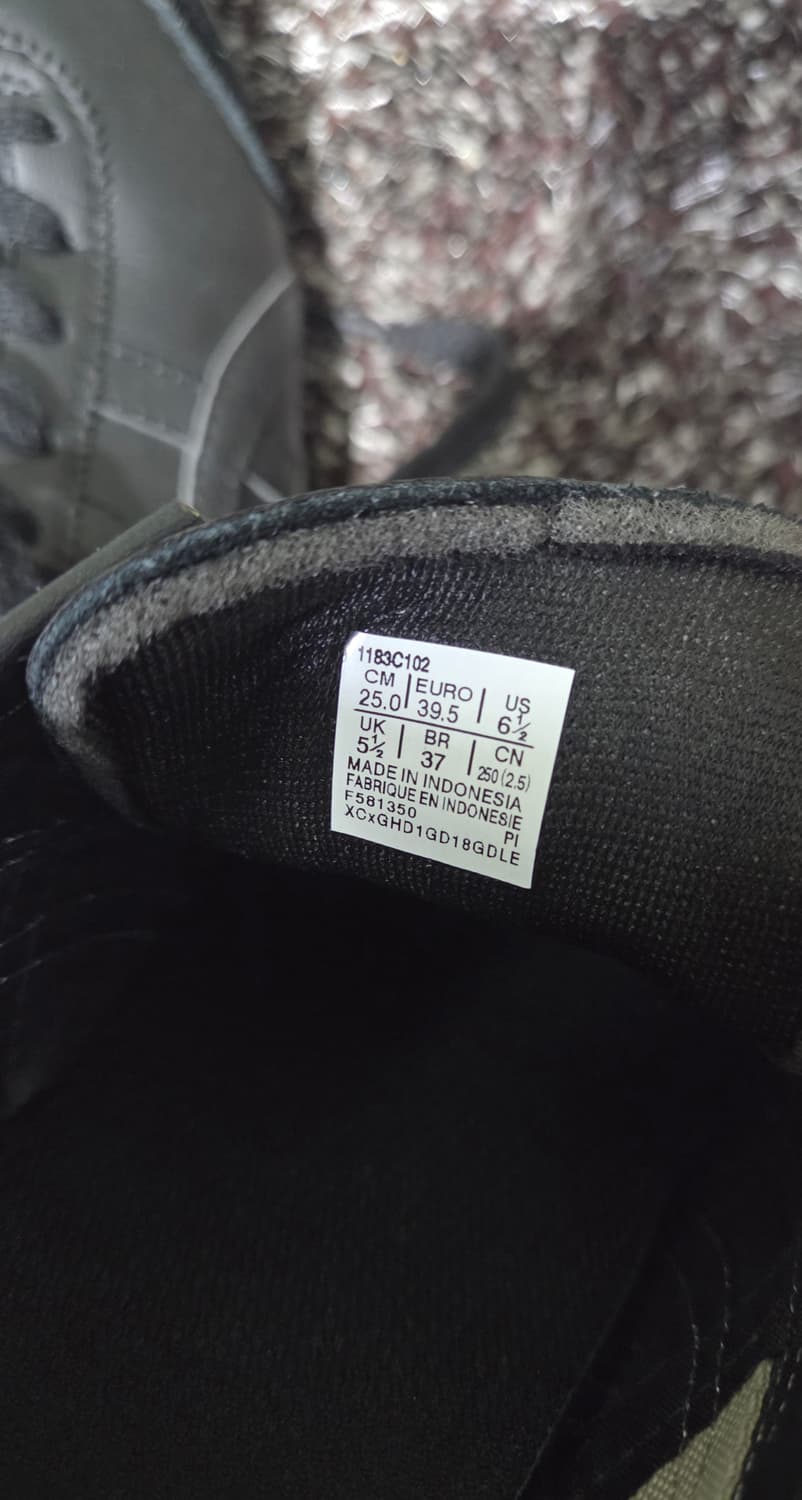 1183C102
CM | EURO | US
25.0 | 39.5 | 6½
UK | BR | CN
5½ | 37 | 250 (2.5)
MADE IN INDONESIA
FABRIQUE EN INDONESIE
F581350 PI
XCxGHD1GD18GDLE